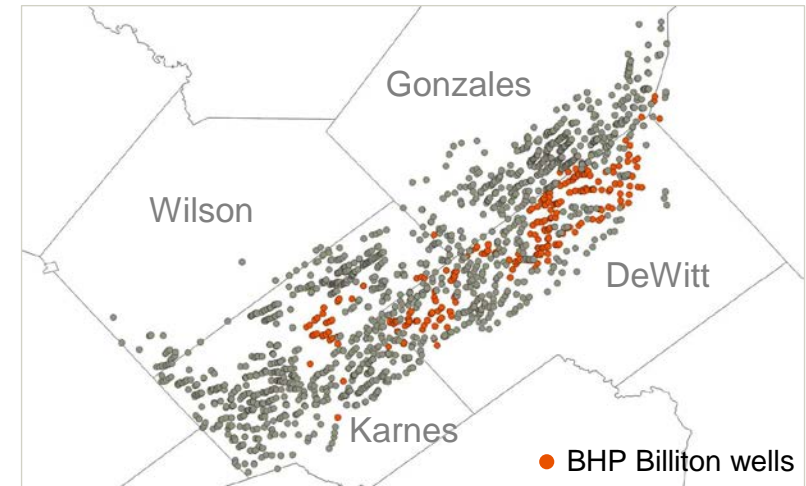 Gonzales
Wilson
DeWitt
Karnes
BHP Billiton wells